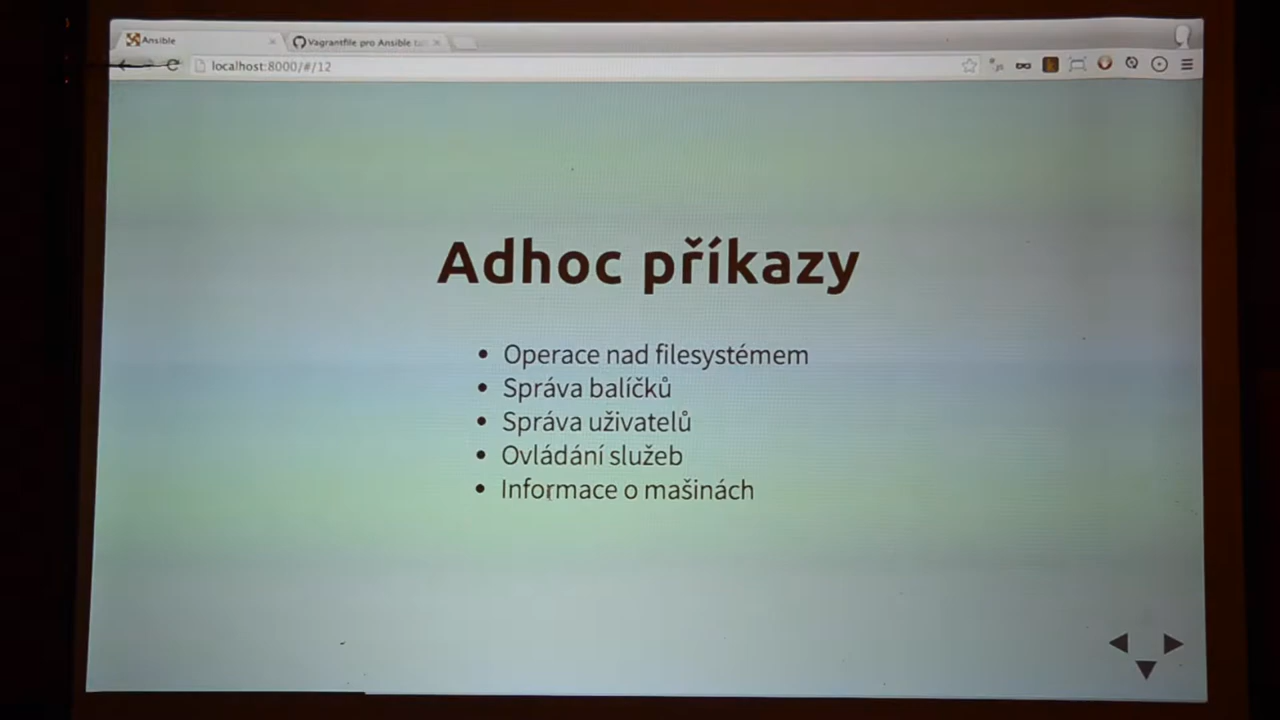 Ansible
Vagrantfile pro Ansible
localhost:8000/#/12
Adhoc příkazy
Operace nad filesystémem
Správa balíčků
Správa uživatelů
Ovládání služeb
Informace o mašinách